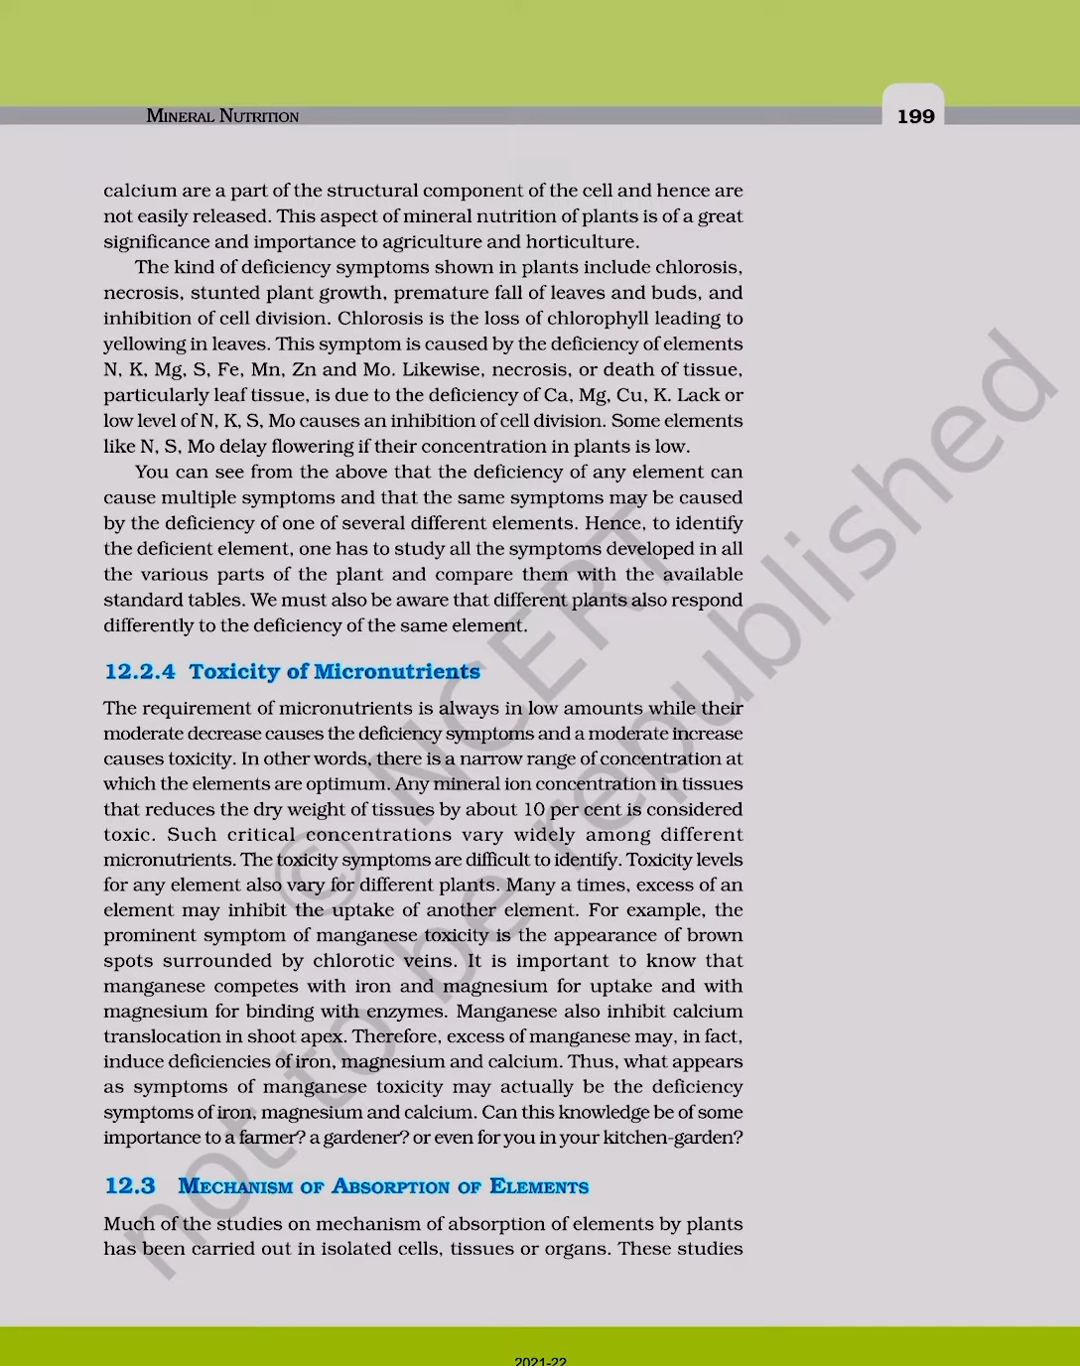 MINERAL NUTRITION
199
calcium are a part of the structural component of the cell and hence are
not easily released. This aspect of mineral nutrition of plants is of a great
significance and importance to agriculture and horticulture.
The kind of deficiency symptoms shown in plants include chlorosis,
necrosis, stunted plant growth, premature fall of leaves and buds, and
inhibition of cell division. Chlorosis is the loss of chlorophyll leading to
yellowing in leaves. This symptom is caused by the deficiency of elements
N, K, Mg, S, Fe, Mn, Zn and Mo. Likewise, necrosis, or death of tissue,
particularly leaf tissue, is due to the deficiency of Ca, Mg, Cu, K. Lack or
low level of N, K, S, Mo causes an inhibition of cell division. Some elements
like N, S, Mo delay flowering if their concentration in plants is low.
You can see from the above that the deficiency of any element can
cause multiple symptoms and that the same symptoms may be caused
by the deficiency of one of several different elements. Hence, to identify
the deficient element, one has to study all the symptoms developed in all
the various parts of the plant and compare them with the available
standard tables. We must also be aware that different plants also respond
differently to the deficiency of the same element.
12.2.4 Toxicity of Micronutrients
The requirement of micronutrients is always in low amounts while their
moderate decrease causes the deficiency symptoms and a moderate increase
causes toxicity. In other words, there is a narrow range of concentration at
which the elements are optimum. Any mineral ion concentration in tissues
that reduces the dry weight of tissues by about 10 per cent is considered
toxic. Such critical concentrations vary widely among different
micronutrients. The toxicity symptoms are difficult to identify. Toxicity levels
for any element also vary for different plants. Many a times, excess of an
element may inhibit the uptake of another element. For example, the
prominent symptom of manganese toxicity is the appearance of brown
spots surrounded by chlorotic veins. It is important to know that
manganese competes with iron and magnesium for uptake and with
magnesium for binding with enzymes. Manganese also inhibit calcium
translocation in shoot apex. Therefore, excess of manganese may, in fact,
induce deficiencies of iron, magnesium and calcium. Thus, what appears
as symptoms of manganese toxicity may actually be the deficiency
symptoms of iron, magnesium and calcium. Can this knowledge be of some
importance to a farmer? a gardener? or even for you in your kitchen-garden?
12.3 MECHANISM OF ABSORPTION OF ELEMENTS
Much of the studies on mechanism of absorption of elements by plants
has been carried out in isolated cells, tissues or organs. These studies
© NCERT
not to be republished
2021-22